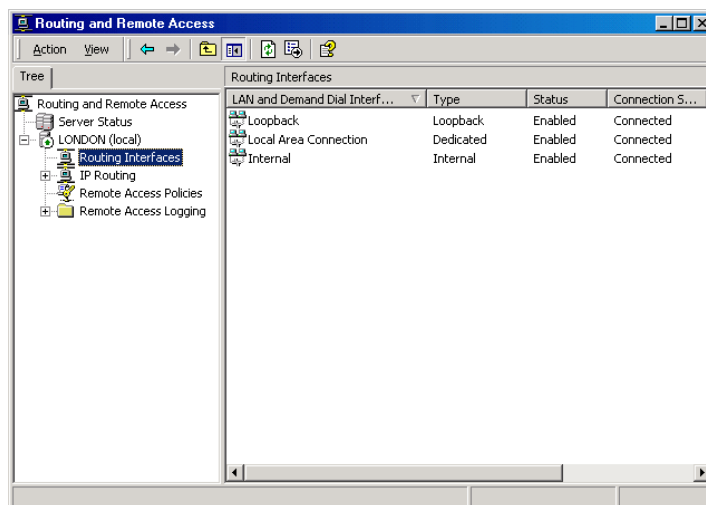 Routing and Remote Access
Action View
Tree
Routing and Remote Access
Server Status
LONDON (local)
Routing Interfaces
IP Routing
Remote Access Policies
Remote Access Logging
Routing Interfaces
LAN and Demand Dial Interf... Type Status Connection S...
Loopback Loopback Enabled Connected
Local Area Connection Dedicated Enabled Connected
Internal Internal Enabled Connected